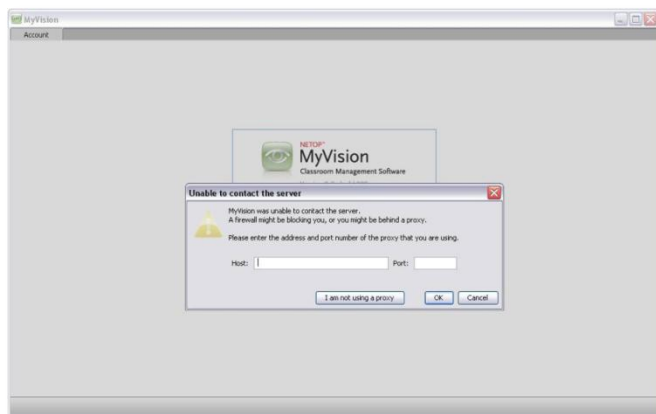 MyVision
Account
NETOP™
MyVision
Classroom Management Software
Unable to contact the server
MyVision was unable to contact the server.
A firewall might be blocking you, or you might be behind a proxy.
Please enter the address and port number of the proxy that you are using.
Host: Port:
I am not using a proxy OK Cancel